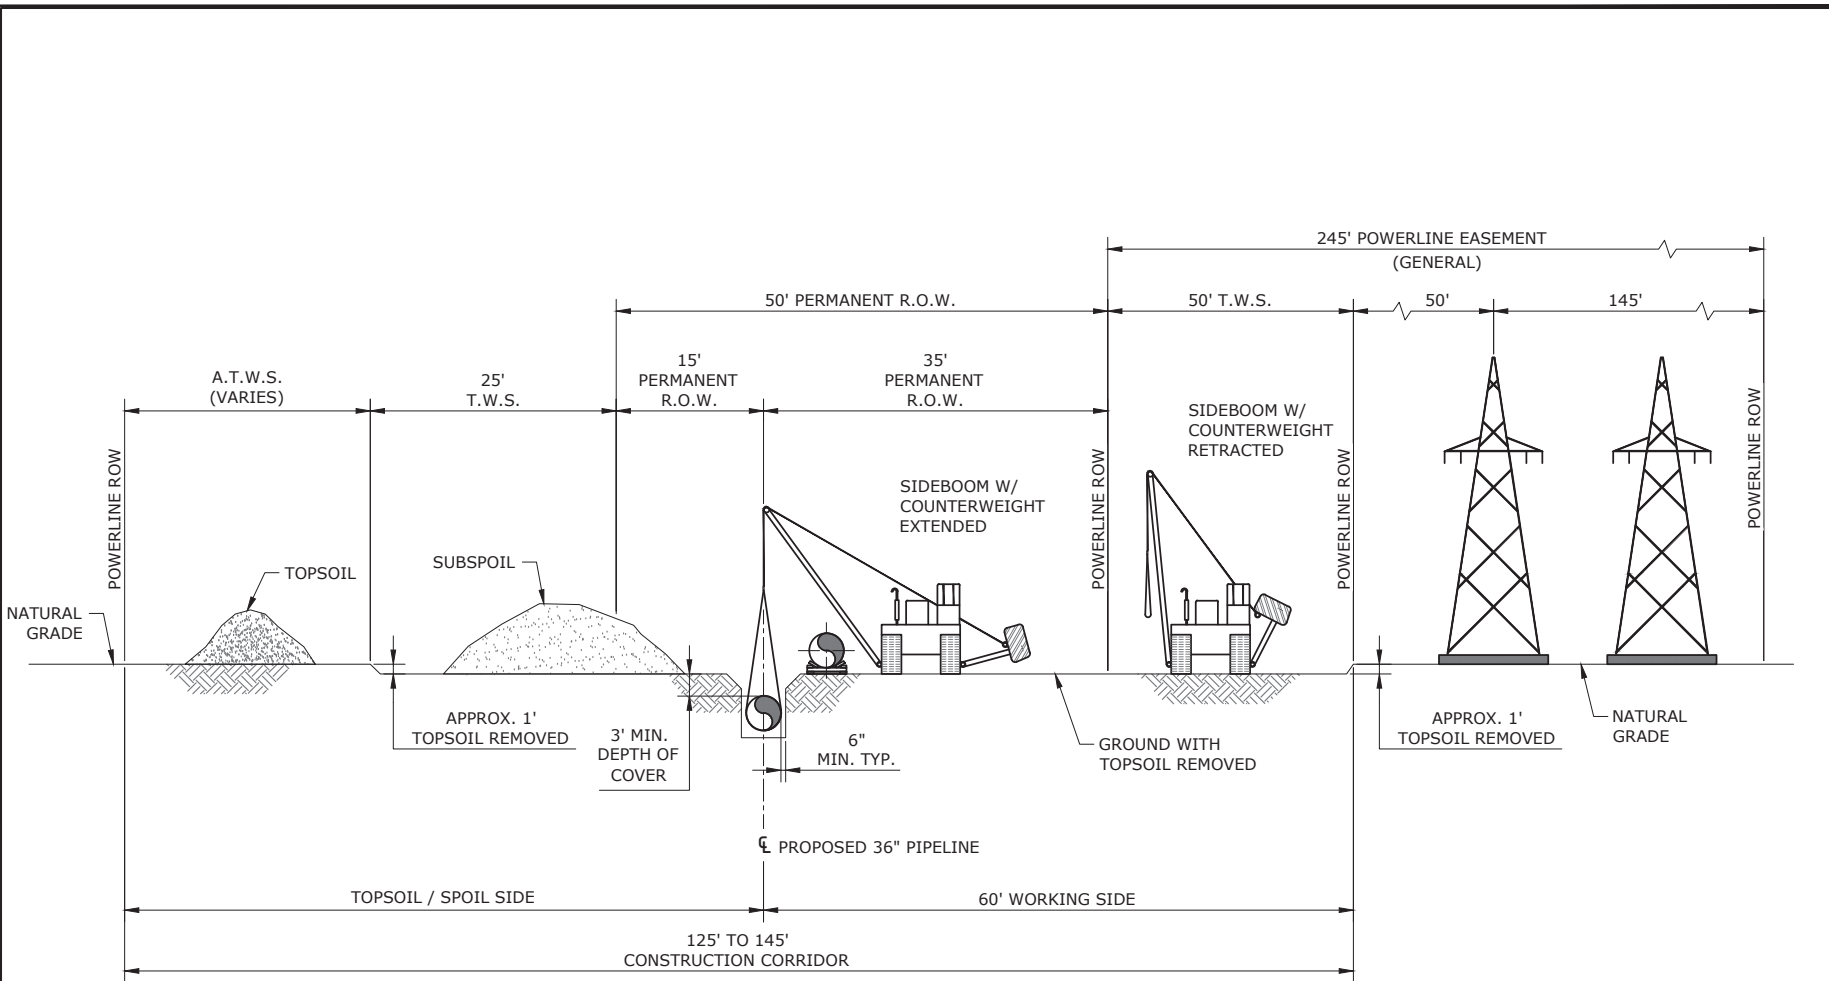 245' POWERLINE EASEMENT
(GENERAL)
50' PERMANENT R.O.W.
50' T.W.S.
50'
145'
A.T.W.S.
(VARIES)
25'
T.W.S.
15'
PERMANENT
R.O.W.
35'
PERMANENT
R.O.W.
SIDEBOOM W/
COUNTERWEIGHT
RETRACTED
POWERLINE ROW
POWERLINE ROW
POWERLINE ROW
POWERLINE ROW
SIDEBOOM W/
COUNTERWEIGHT
EXTENDED
TOPSOIL
SUBSPOIL
NATURAL
GRADE
APPROX. 1'
TOPSOIL REMOVED
3' MIN.
DEPTH OF
COVER
6"
MIN. TYP.
GROUND WITH
TOPSOIL REMOVED
APPROX. 1'
TOPSOIL REMOVED
NATURAL
GRADE
℄ PROPOSED 36" PIPELINE
TOPSOIL / SPOIL SIDE
60' WORKING SIDE
125' TO 145'
CONSTRUCTION CORRIDOR